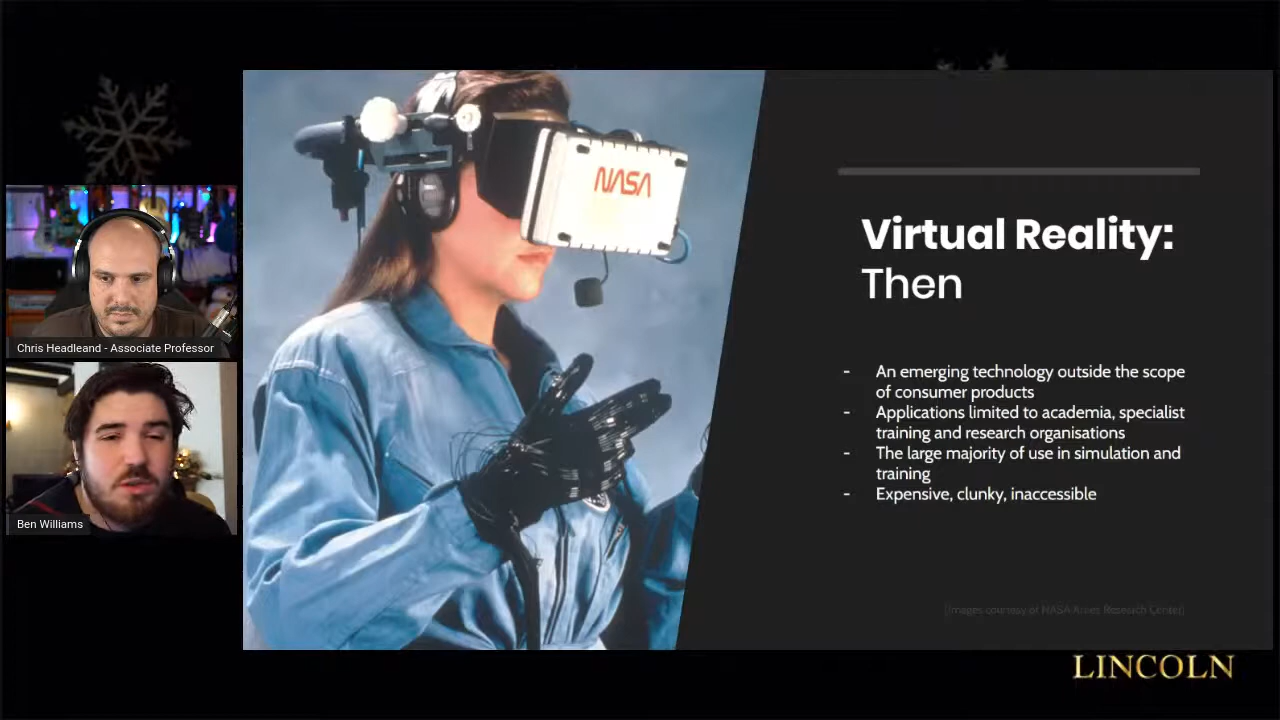 NASA
Virtual Reality:
Then
- An emerging technology outside the scope
of consumer products
- Applications limited to academia, specialist
training and research organisations
- The large majority of use in simulation and
training
- Expensive, clunky, inaccessible
[Images courtesy of NASA Ames Research Center]
Chris Headleand - Associate Professor
Ben Williams
LINCOLN